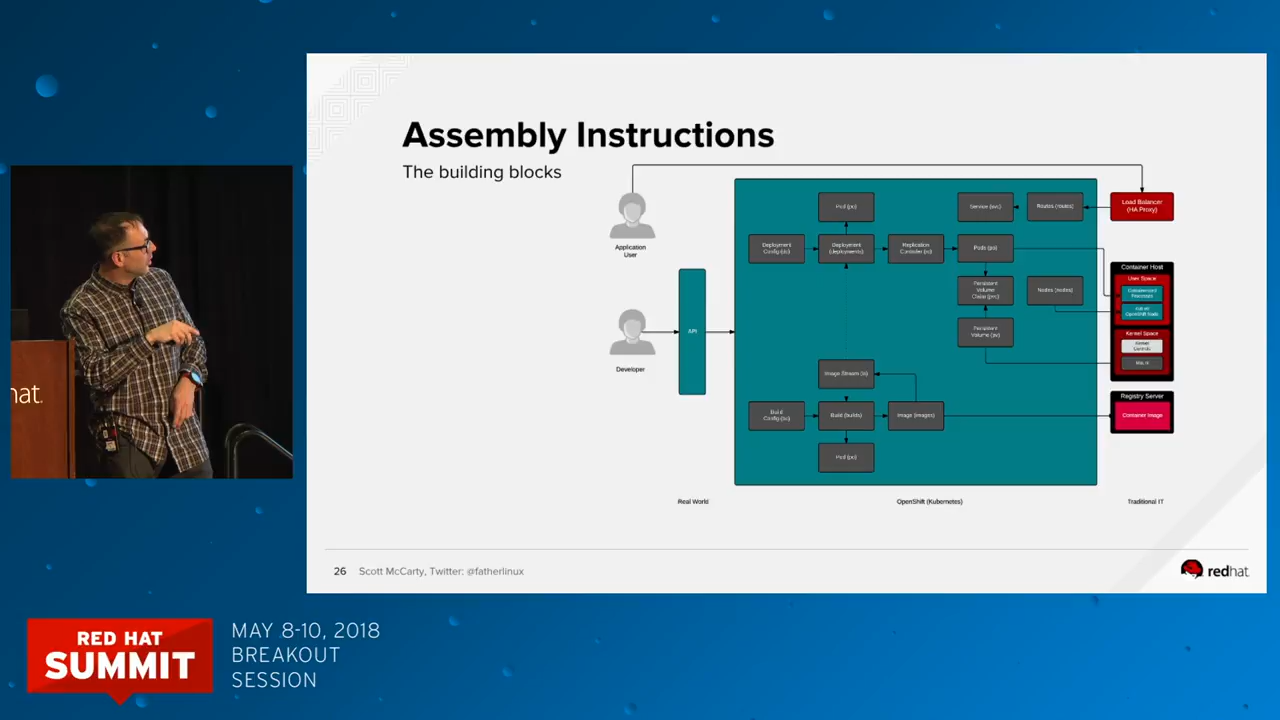 Assembly Instructions
The building blocks
Application
User
Developer
API
Pod (po)
Service (svc)
Routes (routes)
Load Balancer
(HA Proxy)
Deployment
Config (dc)
Deployment
(deployments)
Replication
Controller (rc)
Pods (po)
Persistent
Volume
Claim (pvc)
Nodes (nodes)
Persistent
Volume (pv)
Container Host
User Space
Containerized
Processes
Kernel Space
Image Stream (is)
Build
Config (bc)
Build (builds)
Image (images)
Pod (po)
Registry Server
Container Image
Real World
OpenShift (Kubernetes)
Traditional IT
26 Scott McCarty, Twitter: @fatherlinux
redhat.
hat.
RED HAT
SUMMIT
MAY 8-10, 2018
BREAKOUT
SESSION